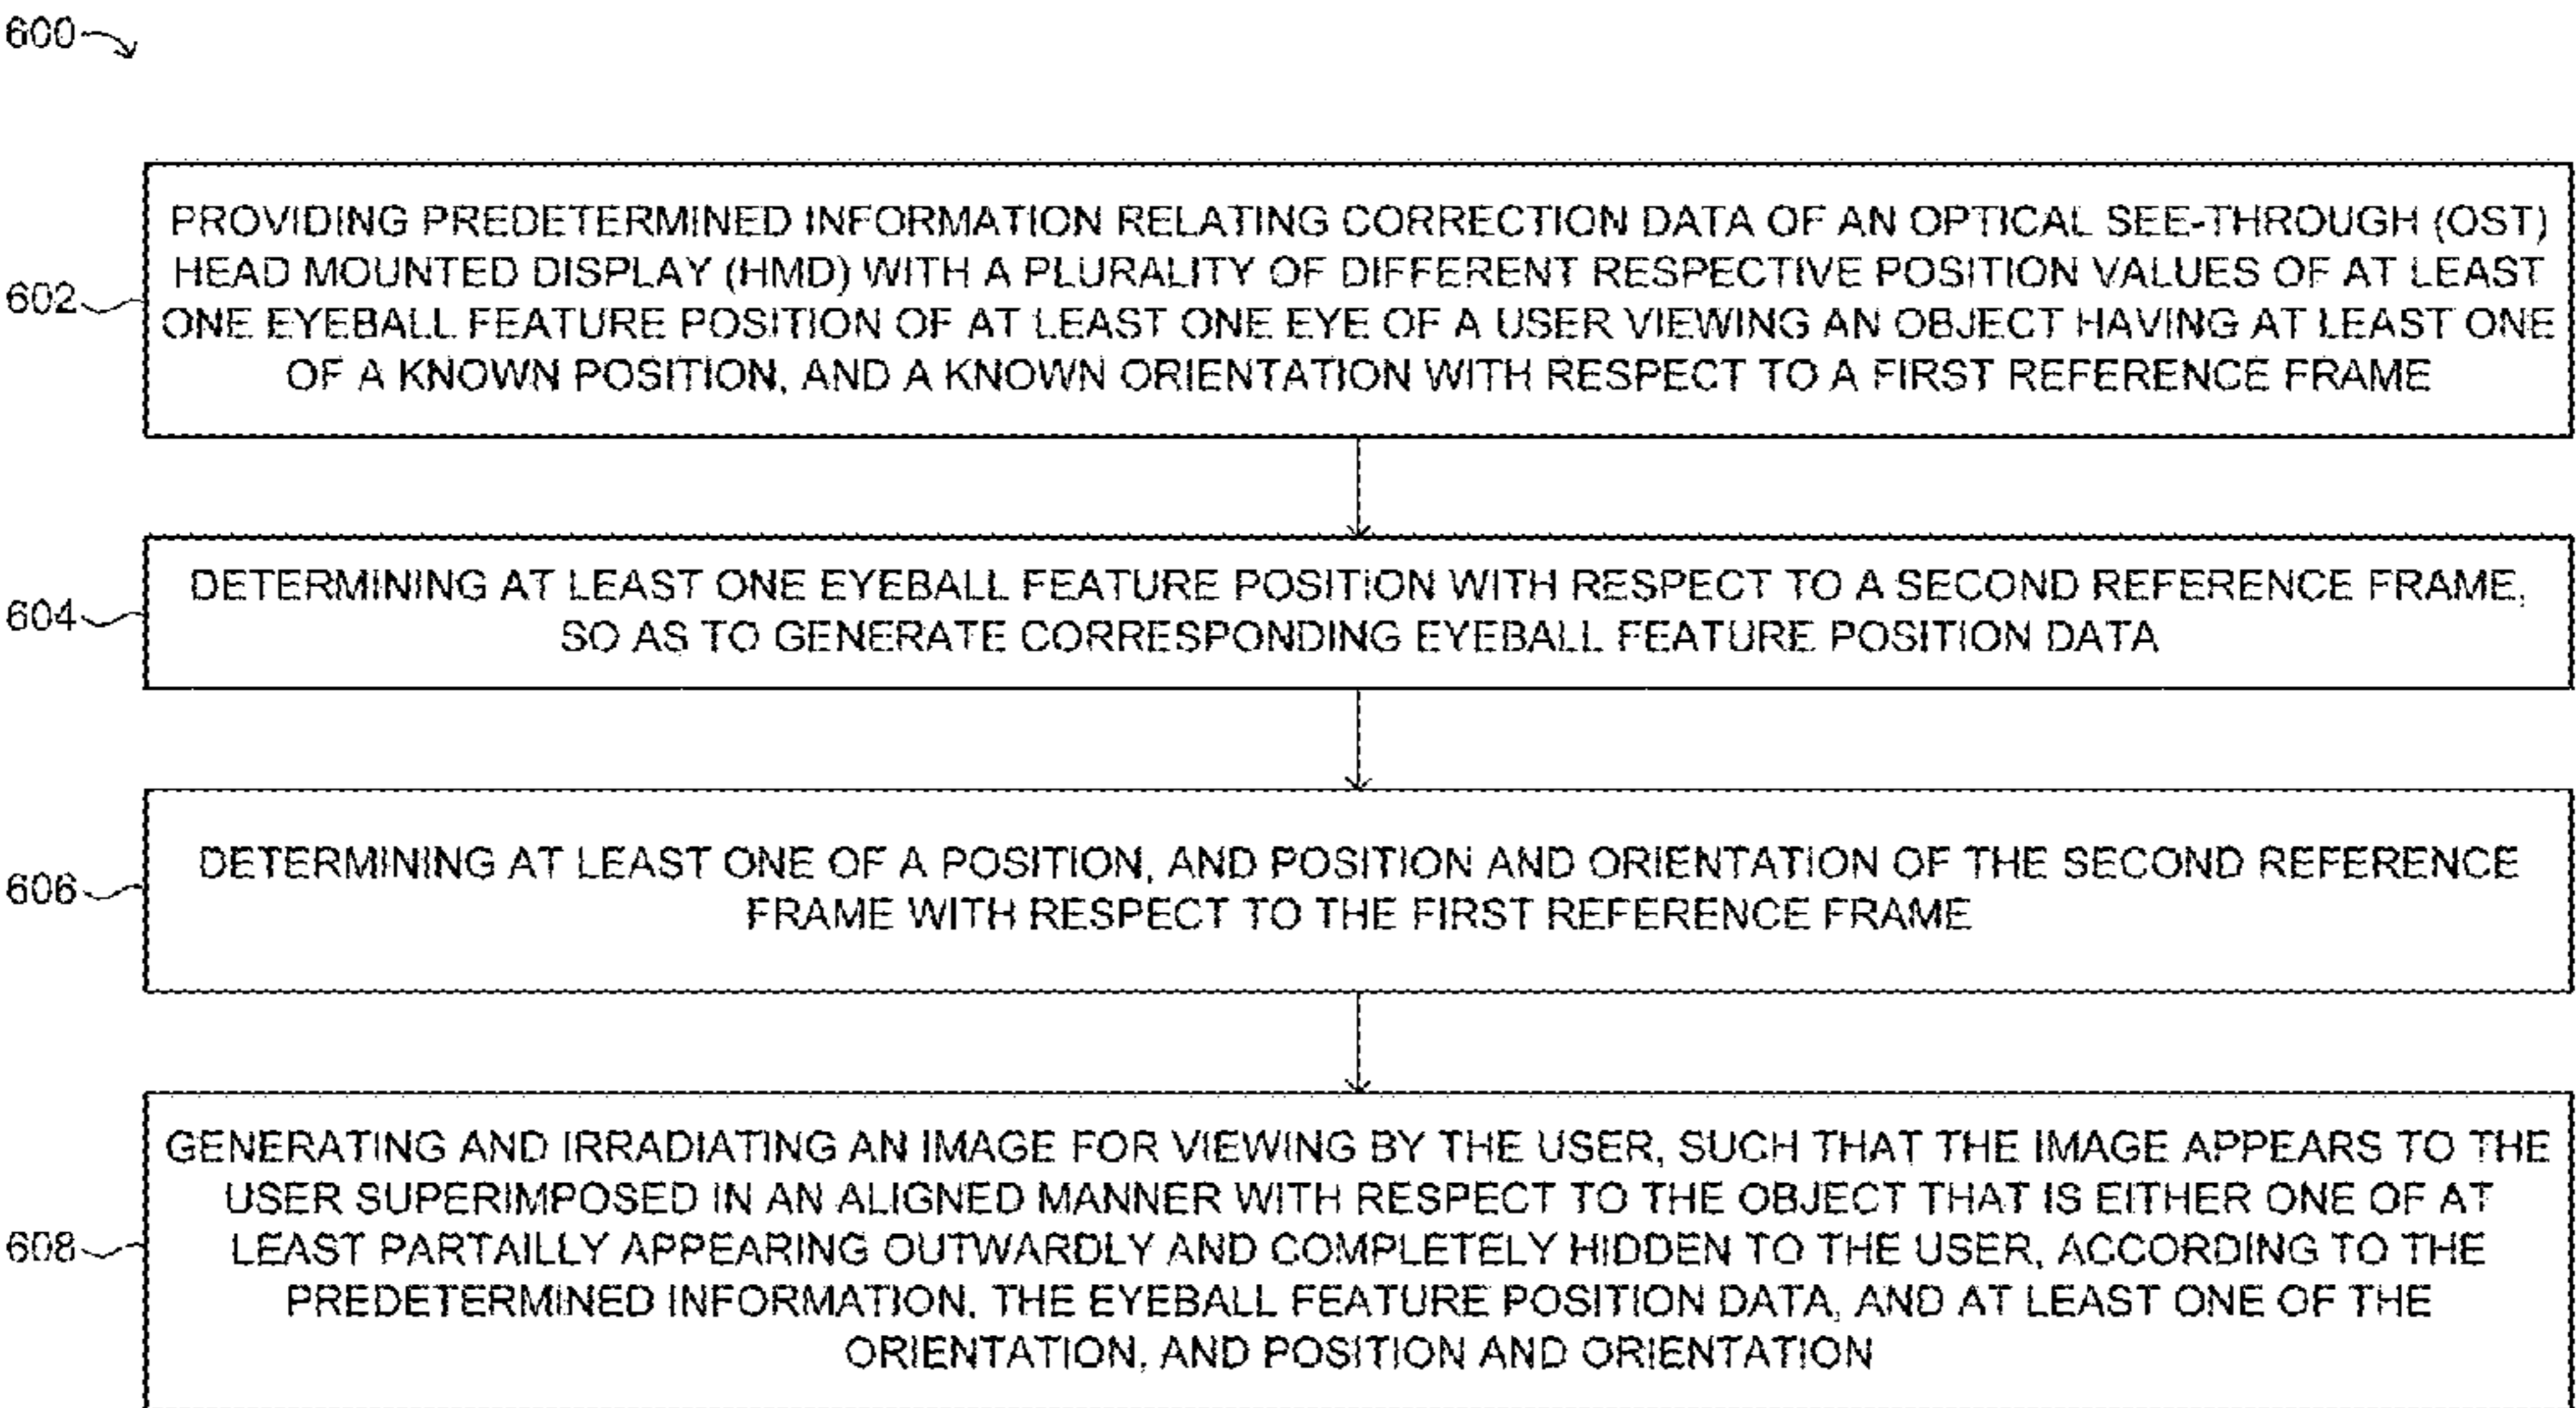 600
PROVIDING PREDETERMINED INFORMATION RELATING CORRECTION DATA OF AN OPTICAL SEE-THROUGH (OST)
HEAD MOUNTED DISPLAY (HMD) WITH A PLURALITY OF DIFFERENT RESPECTIVE POSITION VALUES OF AT LEAST
602
ONE EYEBALL FEATURE POSITION OF AT LEAST ONE EYE OF A USER VIEWING AN OBJECT HAVING AT LEAST ONE
OF A KNOWN POSITION, AND A KNOWN ORIENTATION WITH RESPECT TO A FIRST REFERENCE FRAME
DETERMINING AT LEAST ONE EYEBALL FEATURE POSITION WITH RESPECT TO A SECOND REFERENCE FRAME,
604
SO AS TO GENERATE CORRESPONDING EYEBALL FEATURE POSITION DATA
DETERMINING AT LEAST ONE OF A POSITION, AND POSITION AND ORIENTATION OF THE SECOND REFERENCE
606
FRAME WITH RESPECT TO THE FIRST REFERENCE FRAME
GENERATING AND IRRADIATING AN IMAGE FOR VIEWING BY THE USER, SUCH THAT THE IMAGE APPEARS TO THE
USER SUPERIMPOSED IN AN ALIGNED MANNER WITH RESPECT TO THE OBJECT THAT IS EITHER ONE OF AT
608
LEAST PARTAILLY APPEARING OUTWARDLY AND COMPLETELY HIDDEN TO THE USER, ACCORDING TO THE
PREDETERMINED INFORMATION, THE EYEBALL FEATURE POSITION DATA, AND AT LEAST ONE OF THE
ORIENTATION, AND POSITION AND ORIENTATION